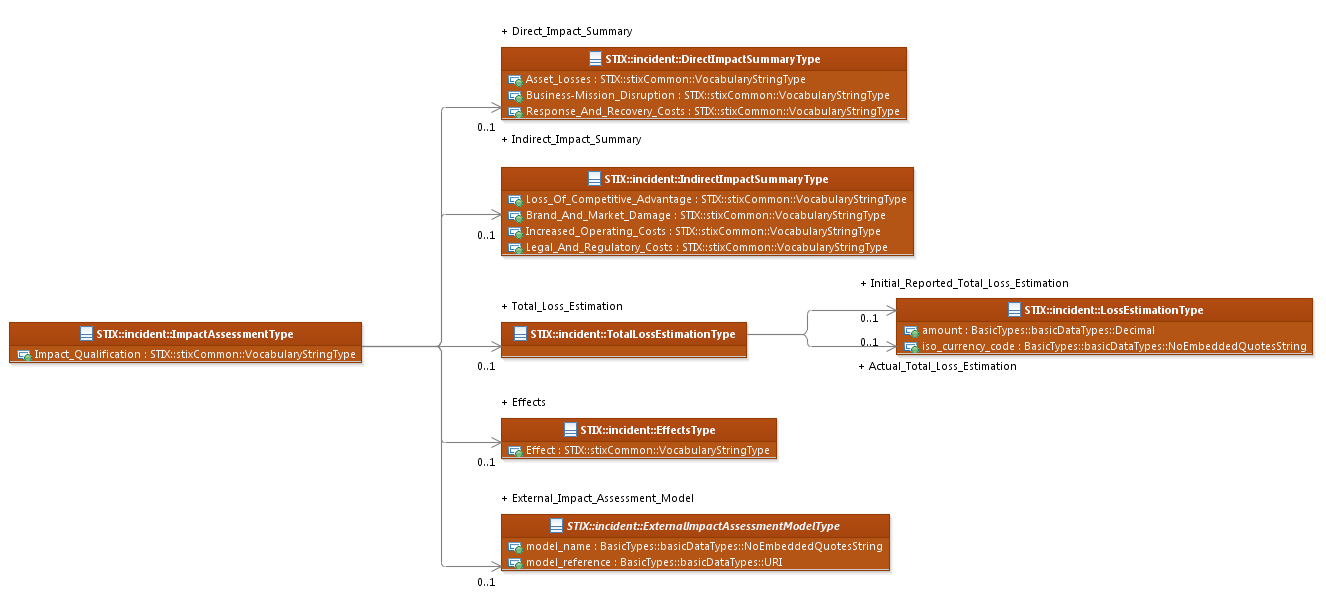 + Direct_Impact_Summary
STIX::incident::DirectImpactSummaryType
Asset_Losses : STIX::stixCommon::VocabularyStringType
Business-Mission_Disruption : STIX::stixCommon::VocabularyStringType
Response_And_Recovery_Costs : STIX::stixCommon::VocabularyStringType
0..1
+ Indirect_Impact_Summary
STIX::incident::IndirectImpactSummaryType
Loss_Of_Competitive_Advantage : STIX::stixCommon::VocabularyStringType
Brand_And_Market_Damage : STIX::stixCommon::VocabularyStringType
Increased_Operating_Costs : STIX::stixCommon::VocabularyStringType
Legal_And_Regulatory_Costs : STIX::stixCommon::VocabularyStringType
0..1
+ Initial_Reported_Total_Loss_Estimation
+ Total_Loss_Estimation
STIX::incident::LossEstimationType
0..1
amount : BasicTypes::basicDataTypes::Decimal
STIX::incident::ImpactAssessmentType
STIX::incident::TotalLossEstimationType
0..1
iso_currency_code : BasicTypes::basicDataTypes::NoEmbeddedQuotesString
Impact_Qualification : STIX::stixCommon::VocabularyStringType
0..1
+ Actual_Total_Loss_Estimation
+ Effects
STIX::incident::EffectsType
Effect : STIX::stixCommon::VocabularyStringType
0..1
+ External_Impact_Assessment_Model
STIX::incident::ExternalImpactAssessmentModelType
model_name : BasicTypes::basicDataTypes::NoEmbeddedQuotesString
model_reference : BasicTypes::basicDataTypes::URI
0..1